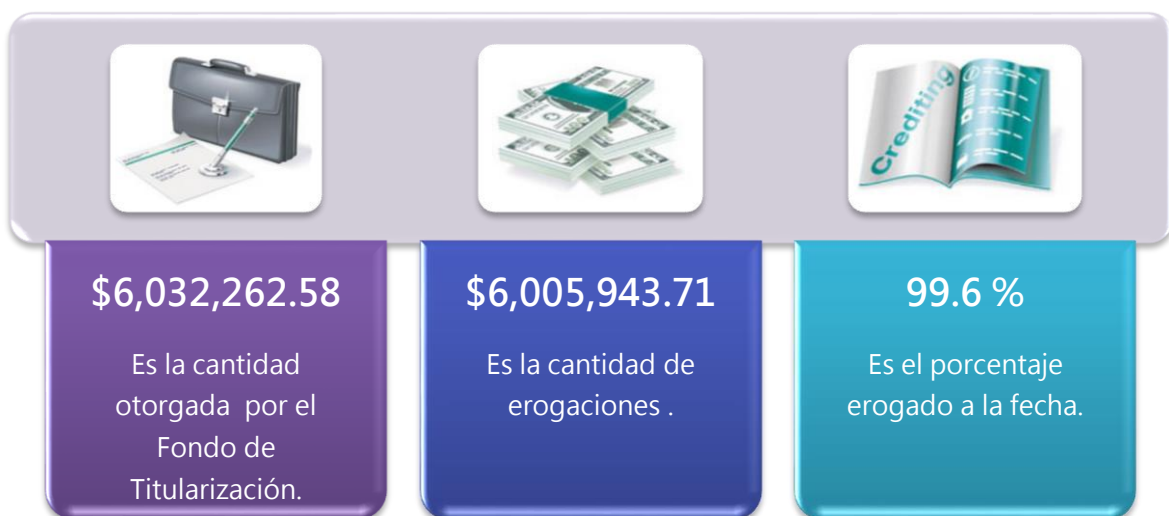 Crediting
$6,032,262.58
Es la cantidad
otorgada por el
Fondo de
Titularización.
$6,005,943.71
Es la cantidad de
erogaciones .
99.6 %
Es el porcentaje
erogado a la fecha.